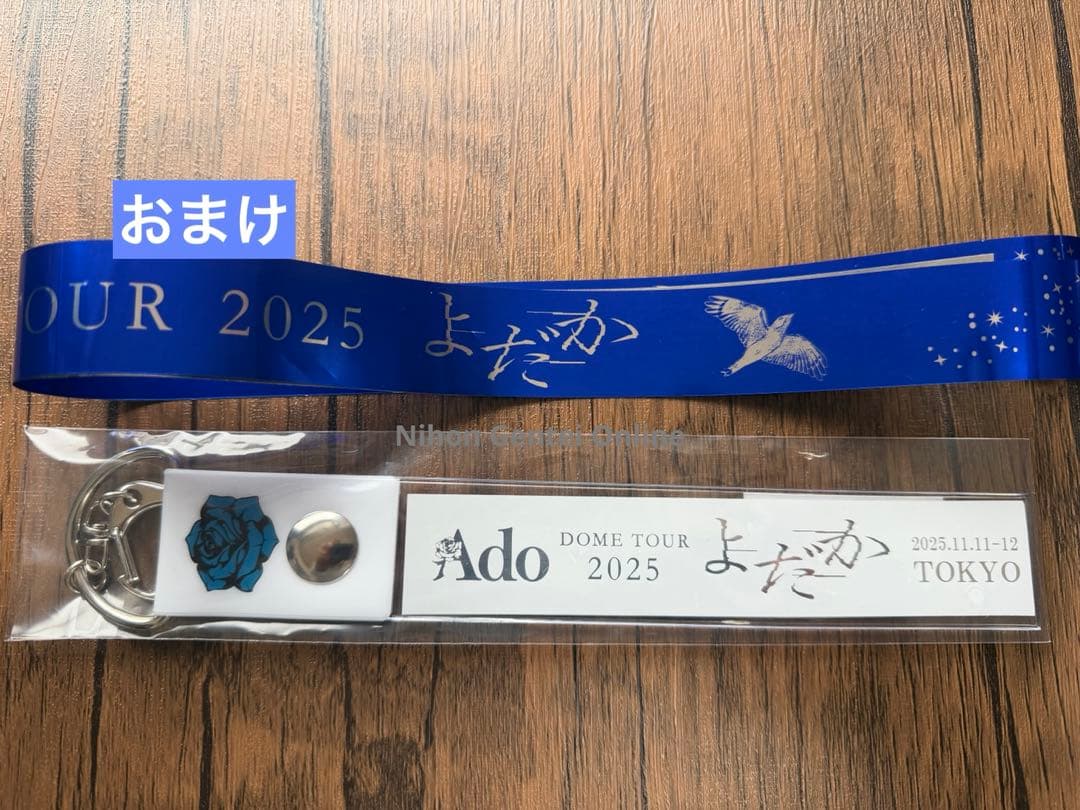 おまけ
OUR 2025 よだか
Nihon Gentei Online
Ado DOME TOUR 2025 よだか 2025.11.11-12 TOKYO